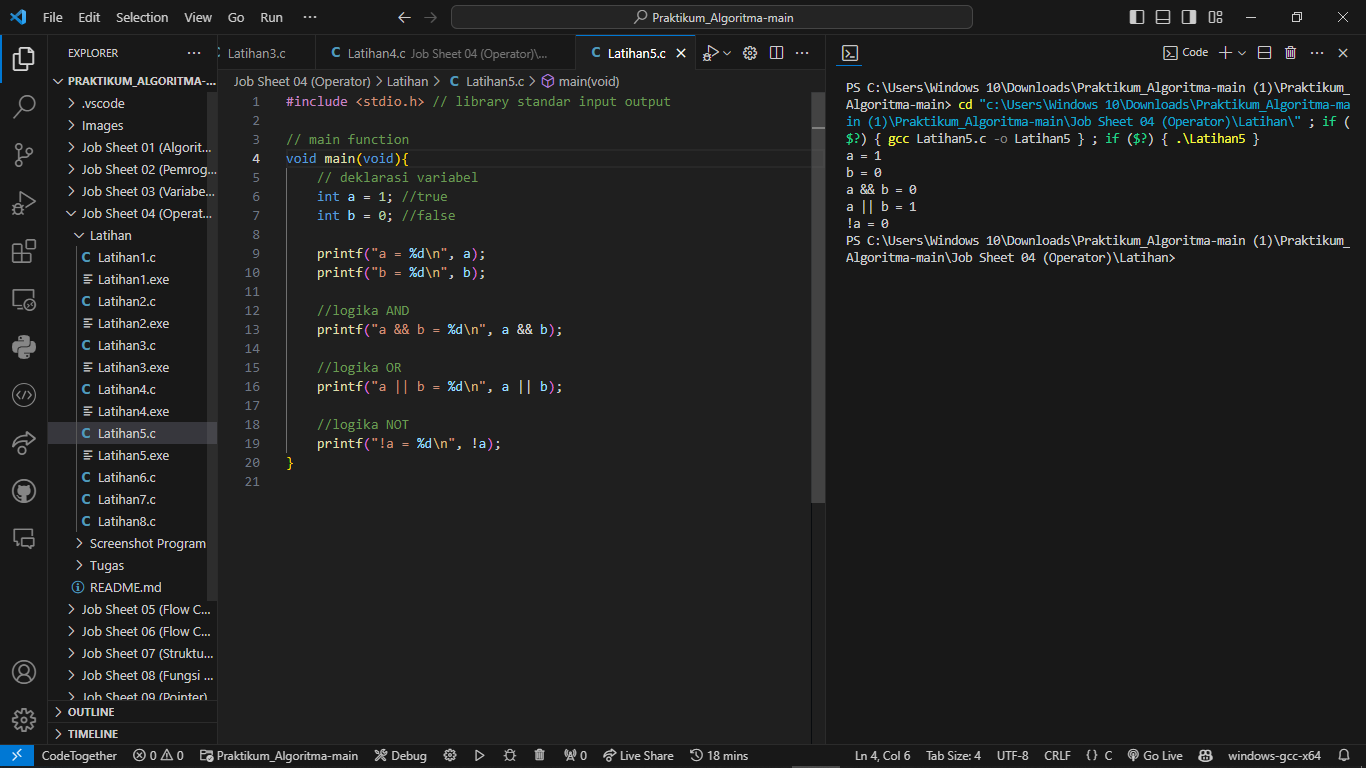 File Edit Selection View Go Run ··· Praktikum_Algoritma-main
EXPLORER ···
PRAKTIKUM_ALGORITMA-...
.vscode
Images
Job Sheet 01 (Algorit...
Job Sheet 02 (Pemrog...
Job Sheet 03 (Variabe...
Job Sheet 04 (Operat...
Latihan
C Latihan1.c
Latihan1.exe
C Latihan2.c
Latihan2.exe
C Latihan3.c
Latihan3.exe
C Latihan4.c
Latihan4.exe
C Latihan5.c
Latihan5.exe
C Latihan6.c
C Latihan7.c
C Latihan8.c
Screenshot Program
Tugas
README.md
Job Sheet 05 (Flow C...
Job Sheet 06 (Flow C...
Job Sheet 07 (Struktu...
Job Sheet 08 (Fungsi ...
Job Sheet 09 (Pointer)
OUTLINE
TIMELINE
Latihan3.c C Latihan4.c Job Sheet 04 (Operator)\... C Latihan5.c
Job Sheet 04 (Operator) > Latihan > C Latihan5.c > main(void)
1 #include <stdio.h> // library standar input output
2
3 // main function
4 void main(void){
5 // deklarasi variabel
6 int a = 1; //true
7 int b = 0; //false
8
9 printf("a = %d\n", a);
10 printf("b = %d\n", b);
11
12 //logika AND
13 printf("a && b = %d\n", a && b);
14
15 //logika OR
16 printf("a || b = %d\n", a || b);
17
18 //logika NOT
19 printf("!a = %d\n", !a);
20 }
21
Code
PS C:\Users\Windows 10\Downloads\Praktikum_Algoritma-main (1)\Praktikum_
Algoritma-main> cd "c:\Users\Windows 10\Downloads\Praktikum_Algoritma-ma
in (1)\Praktikum_Algoritma-main\Job Sheet 04 (Operator)\Latihan\" ; if (
$?) { gcc Latihan5.c -o Latihan5 } ; if ($?) { .\Latihan5 }
a = 1
b = 0
a && b = 0
a || b = 1
!a = 0
PS C:\Users\Windows 10\Downloads\Praktikum_Algoritma-main (1)\Praktikum_
Algoritma-main\Job Sheet 04 (Operator)\Latihan>
CodeTogether 0 0 Praktikum_Algoritma-main Debug 0 Live Share 18 mins Ln 4, Col 6 Tab Size: 4 UTF-8 CRLF { } C Go Live windows-gcc-x64